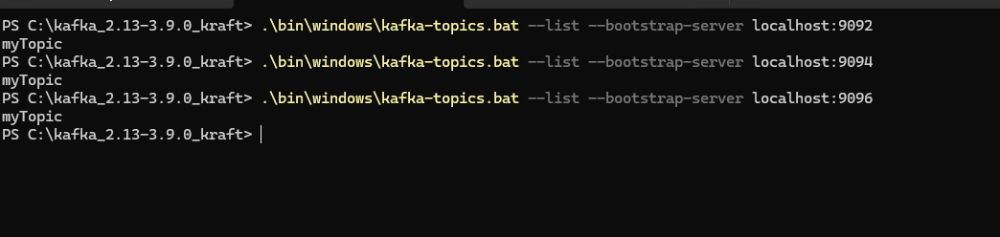 PS C:\kafka_2.13-3.9.0_kraft> .\bin\windows\kafka-topics.bat --list --bootstrap-server localhost:9092
myTopic
PS C:\kafka_2.13-3.9.0_kraft> .\bin\windows\kafka-topics.bat --list --bootstrap-server localhost:9094
myTopic
PS C:\kafka_2.13-3.9.0_kraft> .\bin\windows\kafka-topics.bat --list --bootstrap-server localhost:9096
myTopic
PS C:\kafka_2.13-3.9.0_kraft>